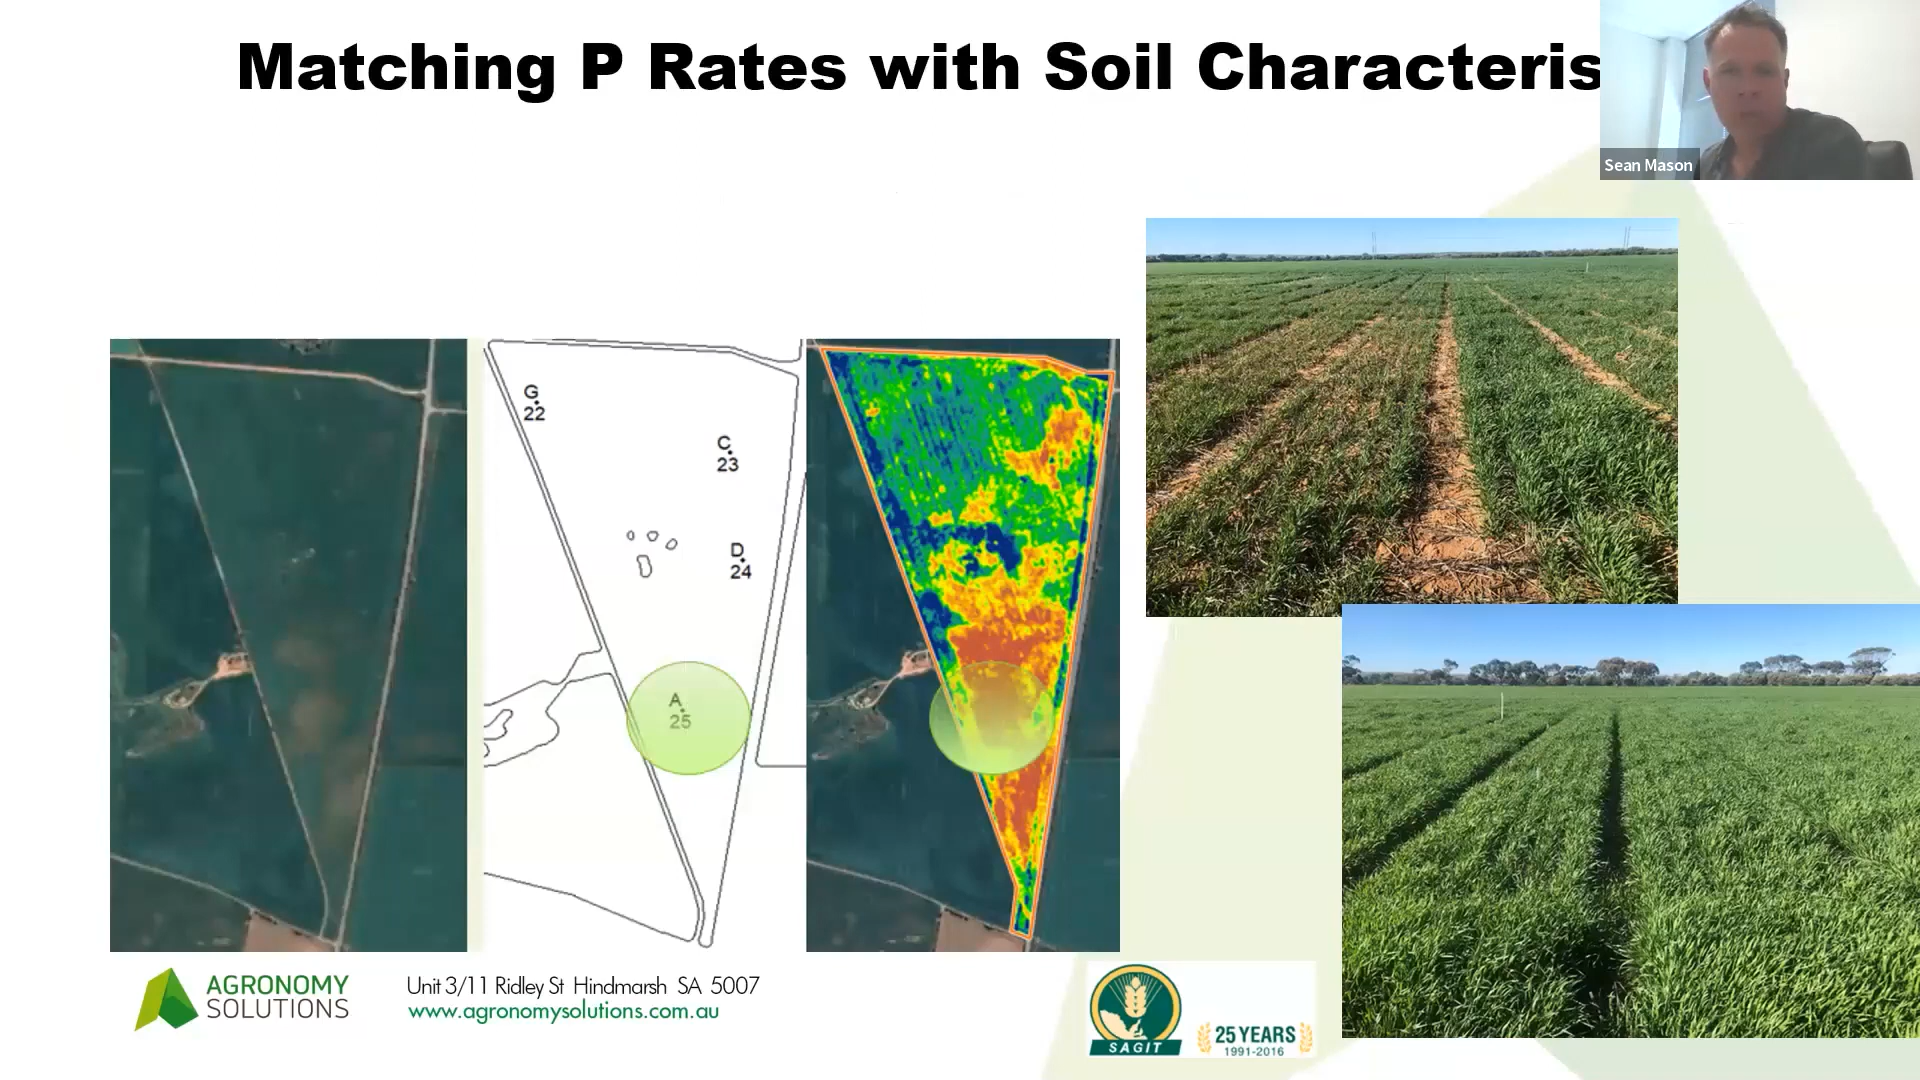 Matching P Rates with Soil Characteris
Sean Mason
G
22
C
23
D
24
A
25
AGRONOMY
SOLUTIONS
Unit 3/11 Ridley St Hindmarsh SA 5007
www.agronomysolutions.com.au
SAGIT
25 YEARS
1991-2016